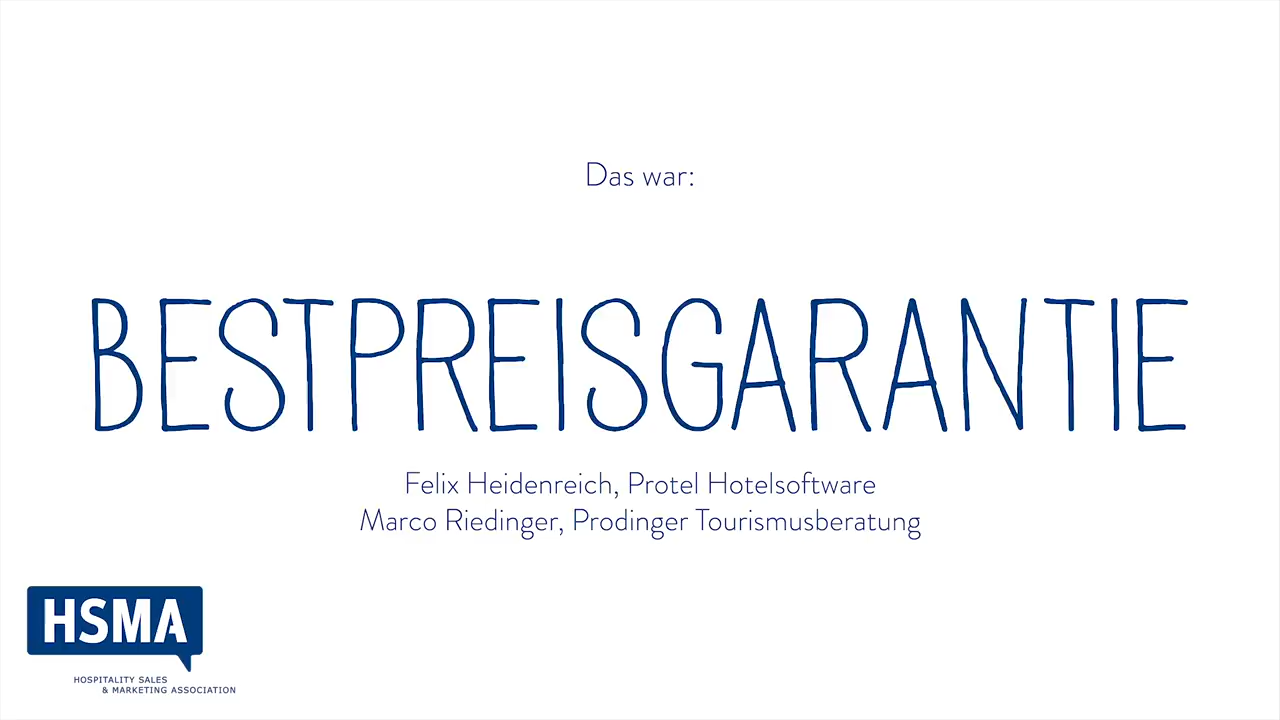 Das war:
BESTPREISGARANTIE
Felix Heidenreich, Protel Hotelsoftware
Marco Riedinger, Prodinger Tourismusberatung
HSMA
HOSPITALITY SALES
& MARKETING ASSOCIATION